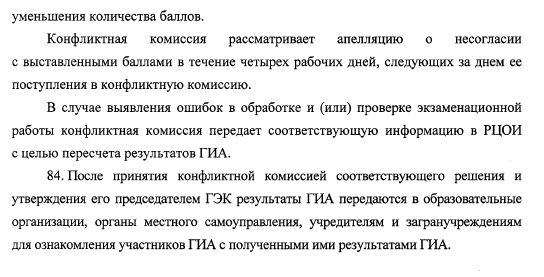 уменьшения количества баллов.
Конфликтная комиссия рассматривает апелляцию о несогласии
с выставленными баллами в течение четырех рабочих дней, следующих за днем ее
поступления в конфликтную комиссию.
В случае выявления ошибок в обработке и (или) проверке экзаменационной
работы конфликтная комиссия передает соответствующую информацию в РЦОИ
с целью пересчета результатов ГИА.
84. После принятия конфликтной комиссией соответствующего решения и
утверждения его председателем ГЭК результаты ГИА передаются в образовательные
организации, органы местного самоуправления, учредителям и загранучреждениям
для ознакомления участников ГИА с полученными ими результатами ГИА.